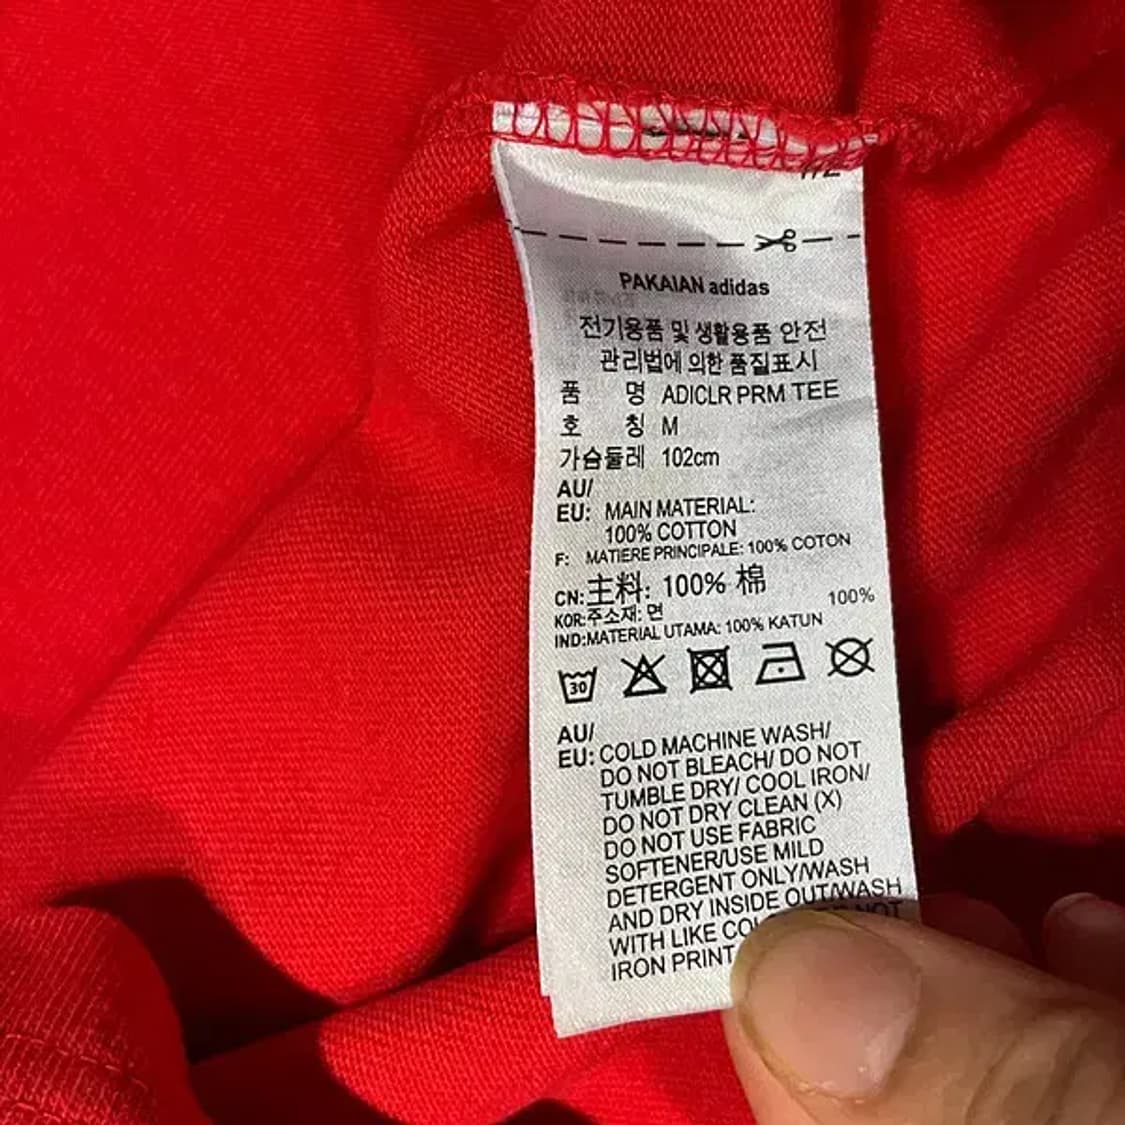 PAKAIAN adidas
전기용품 및 생활용품 안전
관리법에 의한 품질표시
품 명 ADICLR PRM TEE
호 칭 M
가슴둘레 102cm
AU/
EU: MAIN MATERIAL:
100% COTTON
F: MATIERE PRINCIPALE: 100% COTON
CN:主料: 100% 棉
KOR:주소재: 면 100%
IND:MATERIAL UTAMA: 100% KATUN
30
AU/
EU: COLD MACHINE WASH/
DO NOT BLEACH/ DO NOT
TUMBLE DRY/ COOL IRON/
DO NOT DRY CLEAN (X)
DO NOT USE FABRIC
SOFTENER/USE MILD
DETERGENT ONLY/WASH
AND DRY INSIDE OUT/WASH
WITH LIKE NOT
IRON PRINT